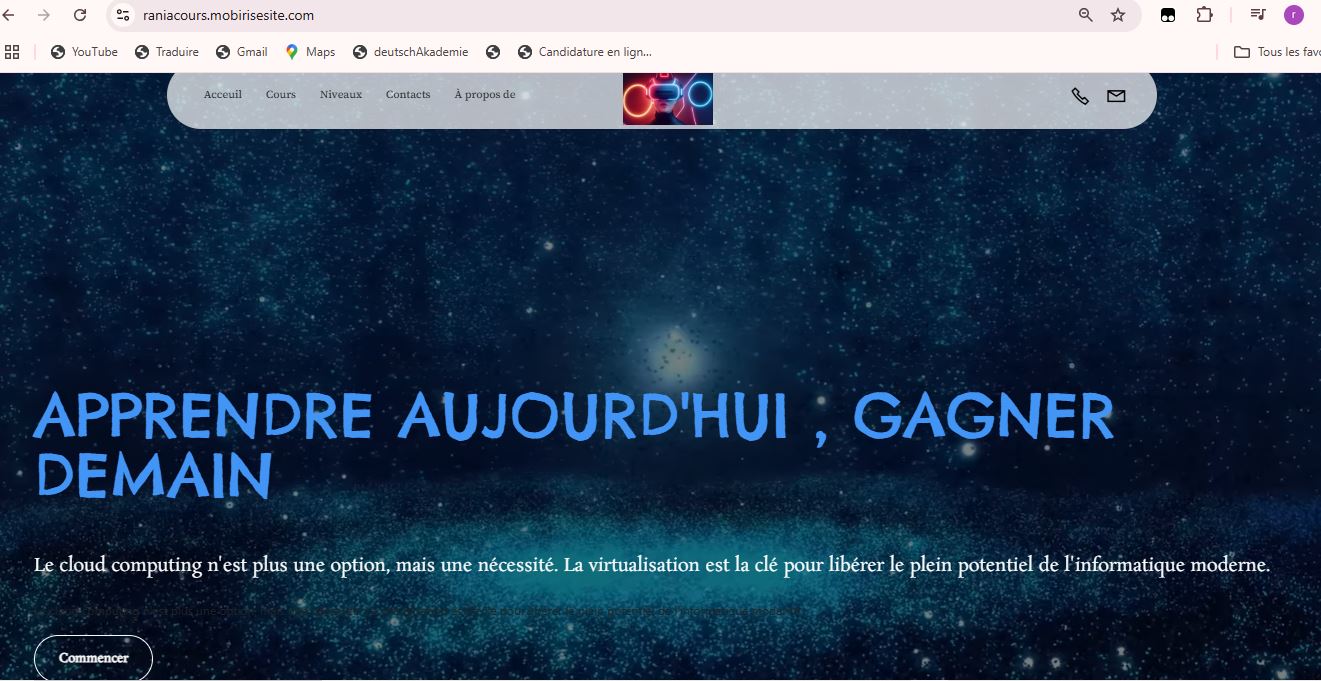 raniacours.mobirisesite.com
YouTube Traduire Gmail Maps deutschAkademie Candidature en lign... Tous les favo
Acceuil Cours Niveaux Contacts À propos de
r
APPRENDRE AUJOURD'HUI , GAGNER
DEMAIN
Le cloud computing n'est plus une option, mais une nécessité. La virtualisation est la clé pour libérer le plein potentiel de l'informatique moderne.
Commencer